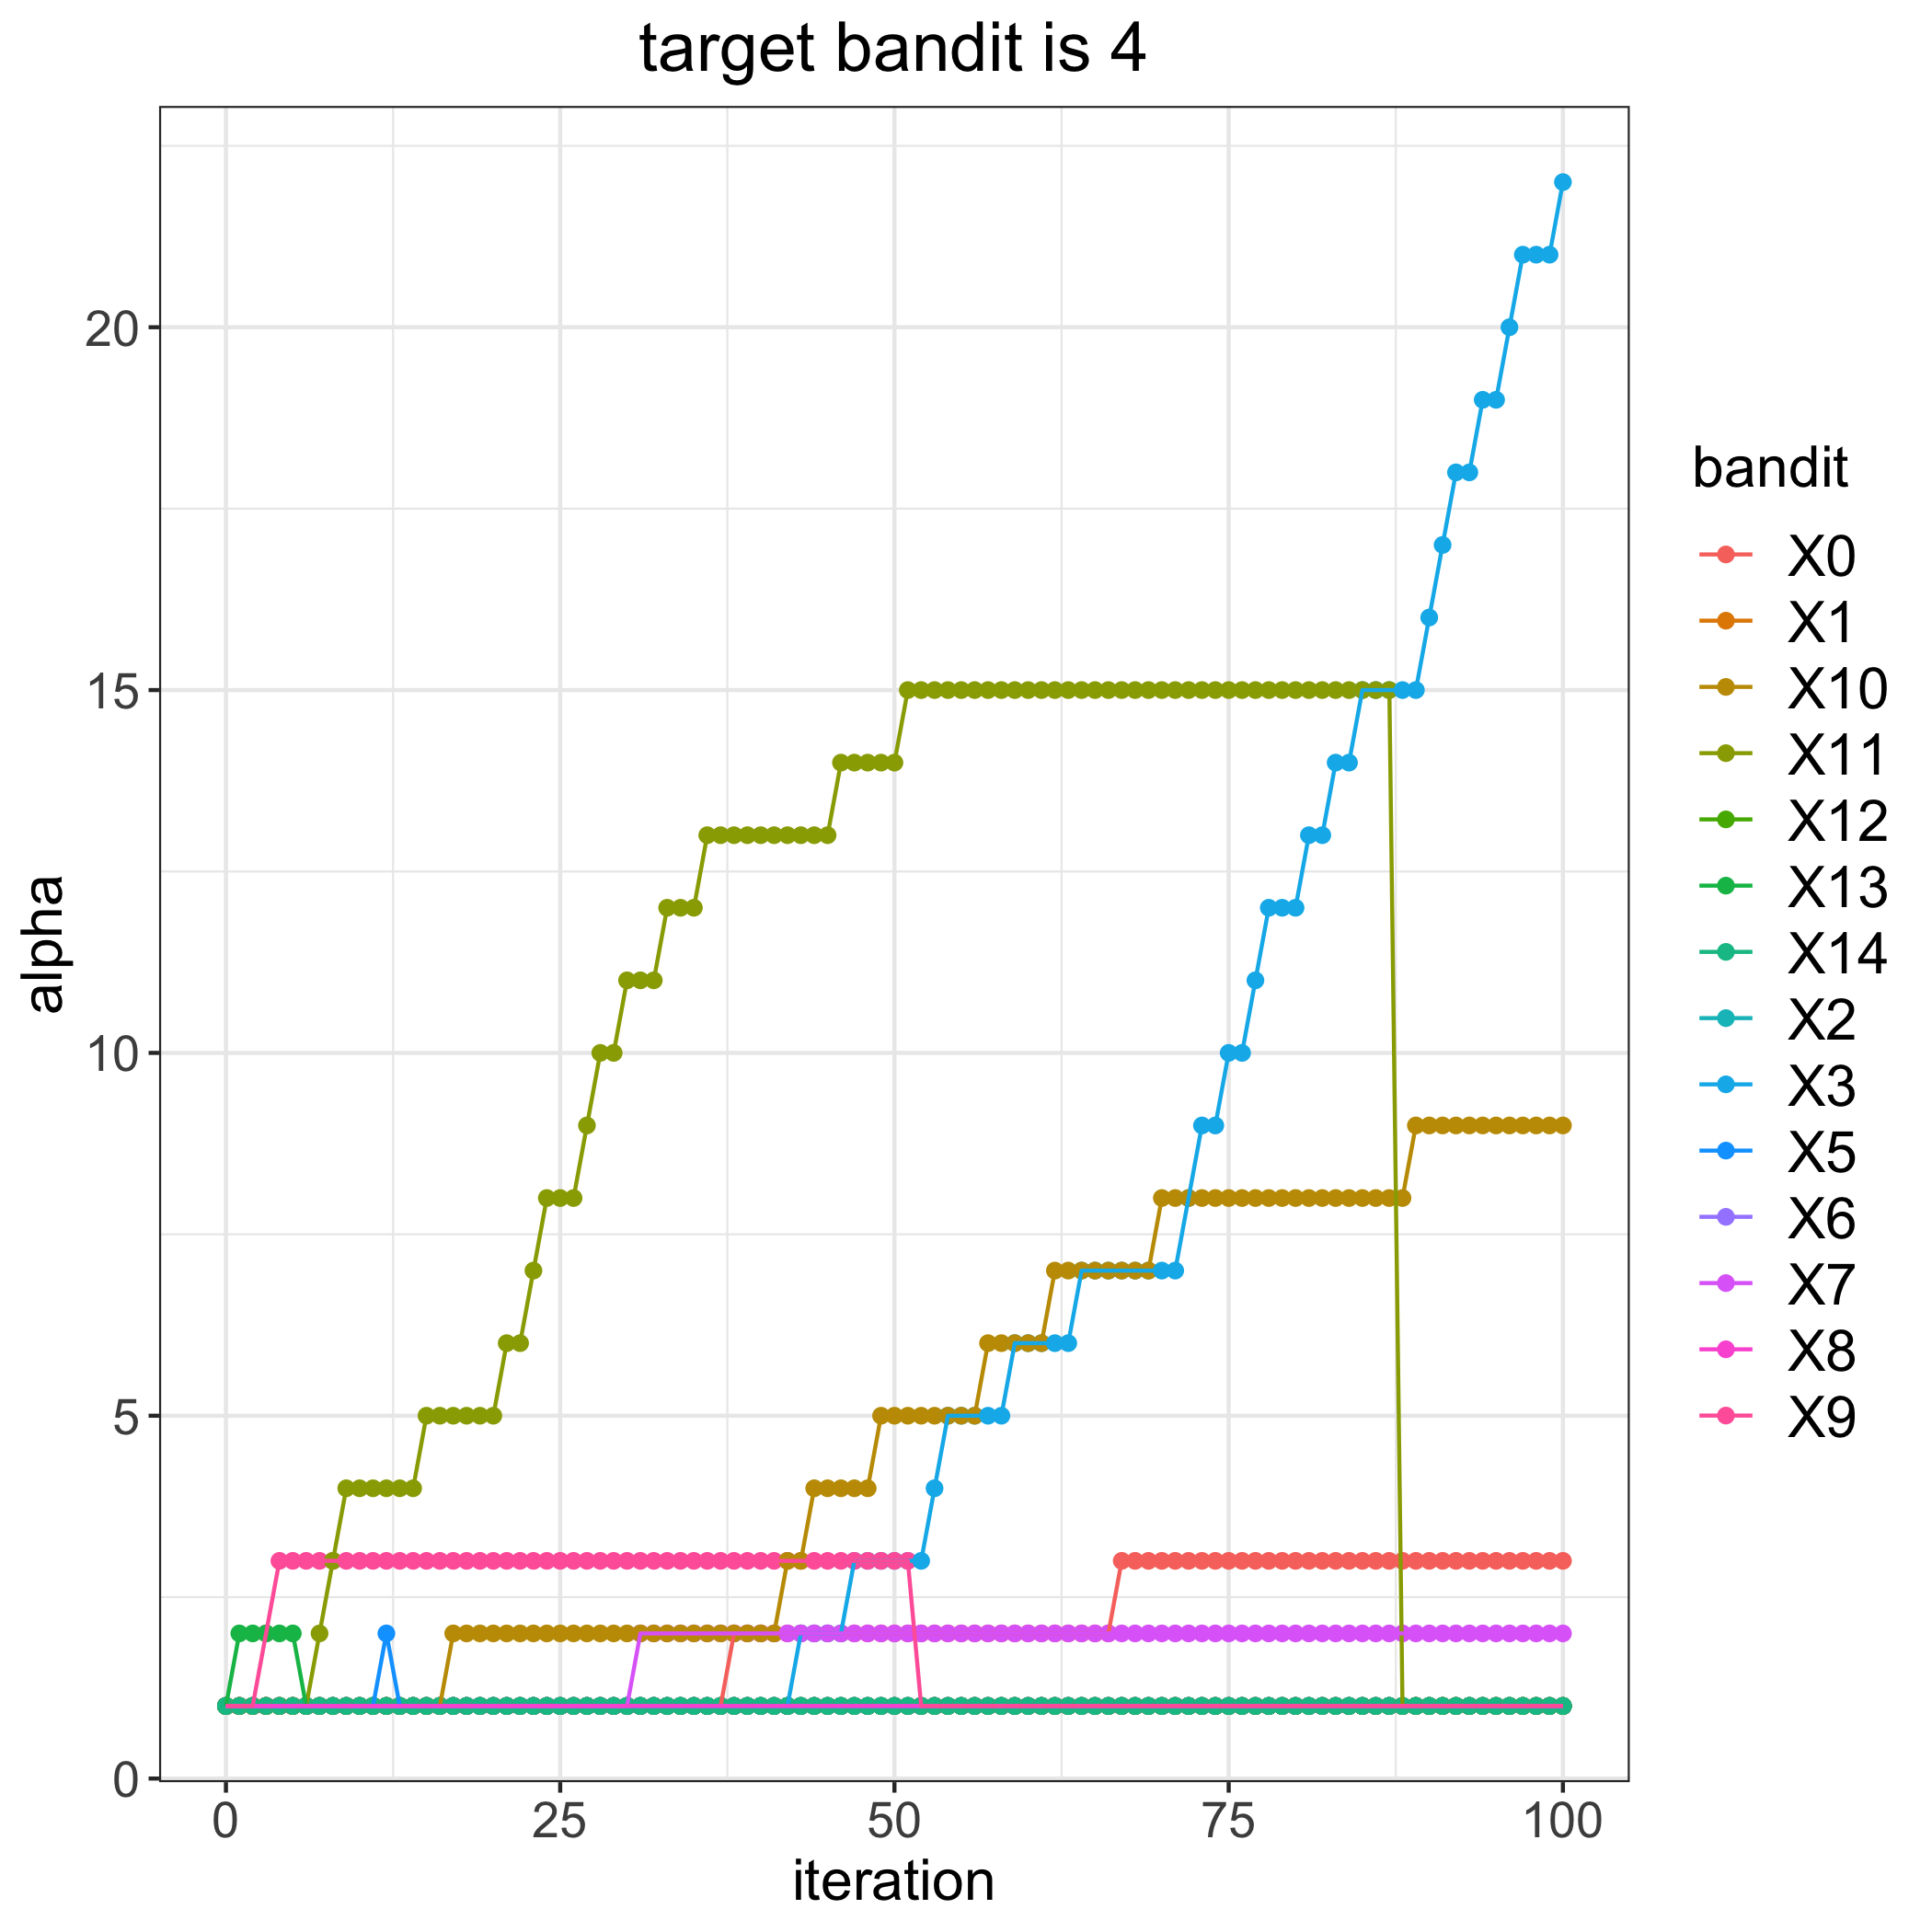 target bandit is 4
alpha
20
15
10
5
0
0 25 50 75 100
iteration
bandit
X0
X1
X10
X11
X12
X13
X14
X2
X3
X5
X6
X7
X8
X9